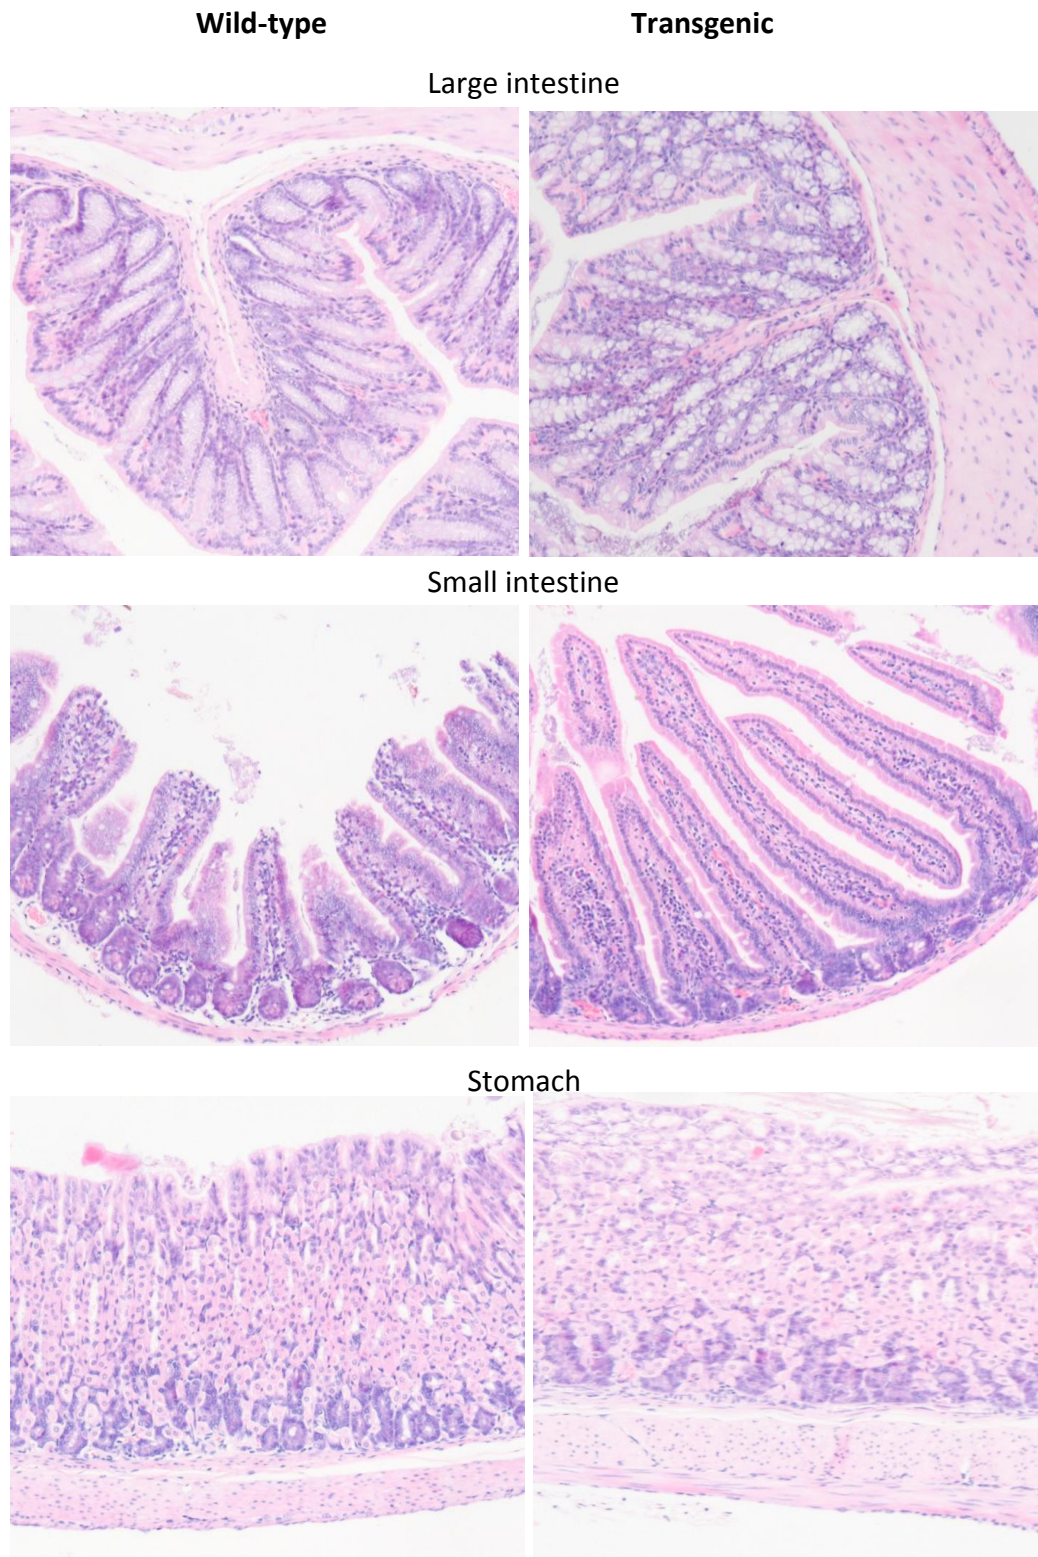 Wild-type Transgenic
Large intestine
Small intestine
Stomach